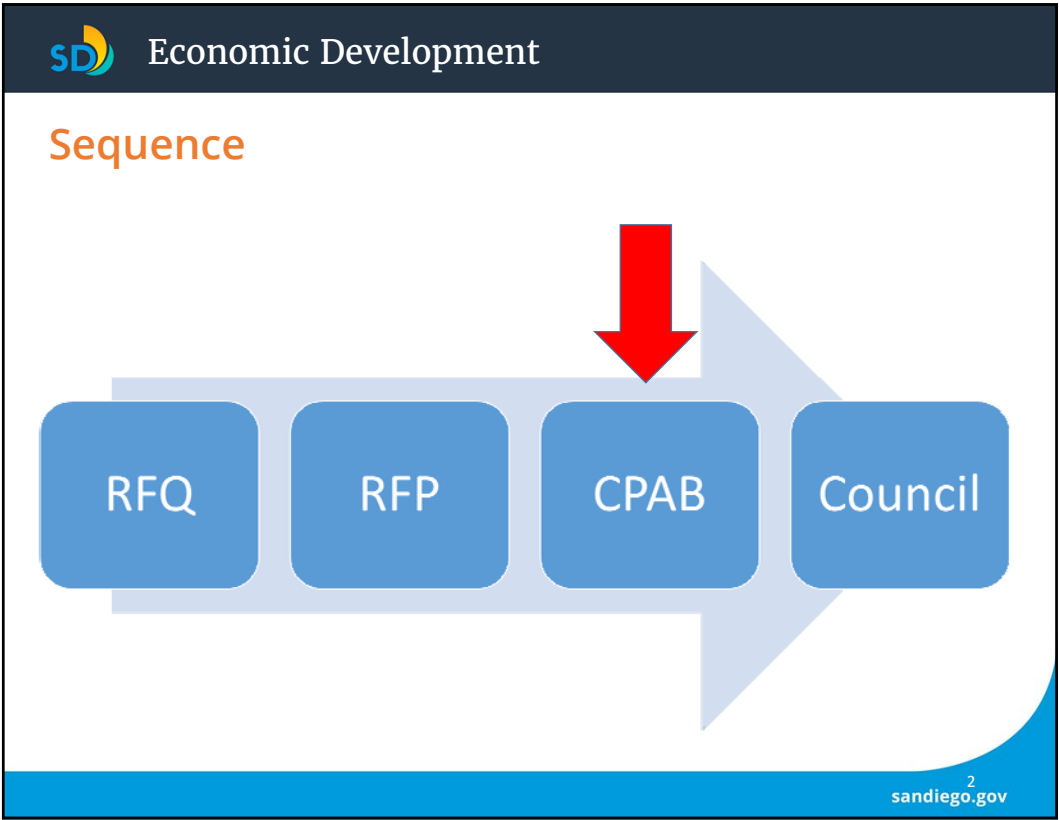 SD Economic Development
Sequence
RFQ RFP CPAB Council
2
sandiego.gov